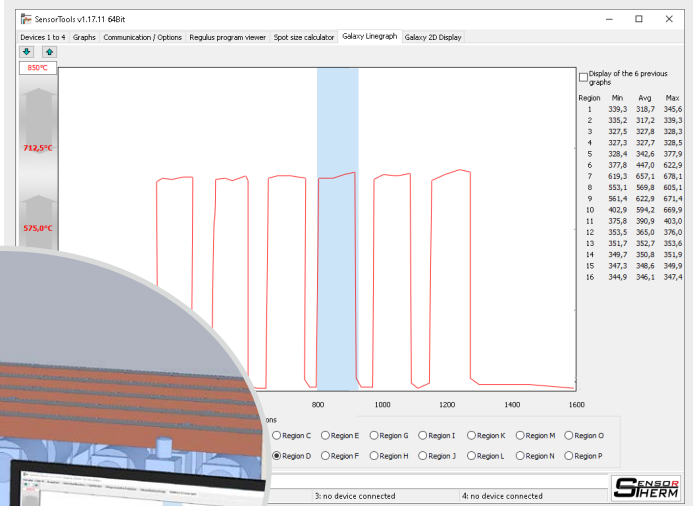 SensorTools v1.17.11 64Bit
Devices 1 to 4 Graphs Communication / Options Regulus program viewer Spot size calculator Galaxy Linegraph Galaxy 2D Display
850°C
Display of the 6 previous
graphs
Region Min Avg Max
1 339,3 318,7 345,6
2 335,2 317,2 339,3
3 327,5 327,8 328,3
4 327,3 327,7 328,5
712,5°C
5 328,4 342,6 377,9
6 377,8 447,0 622,9
7 619,3 657,1 678,1
8 553,1 569,8 605,1
9 561,4 622,9 671,4
10 402,9 594,2 669,9
11 375,8 390,9 403,0
575,0°C
12 353,5 365,0 376,0
13 351,7 352,7 353,6
14 349,7 350,8 351,9
15 347,3 348,6 349,9
16 344,9 346,1 347,4
800 1000 1200 1400 1600
ons
Region C Region E Region G Region I Region K Region M Region O
Region D Region F Region H Region J Region L Region N Region P
3: no device connected 4: no device connected
SENSOR
THERM